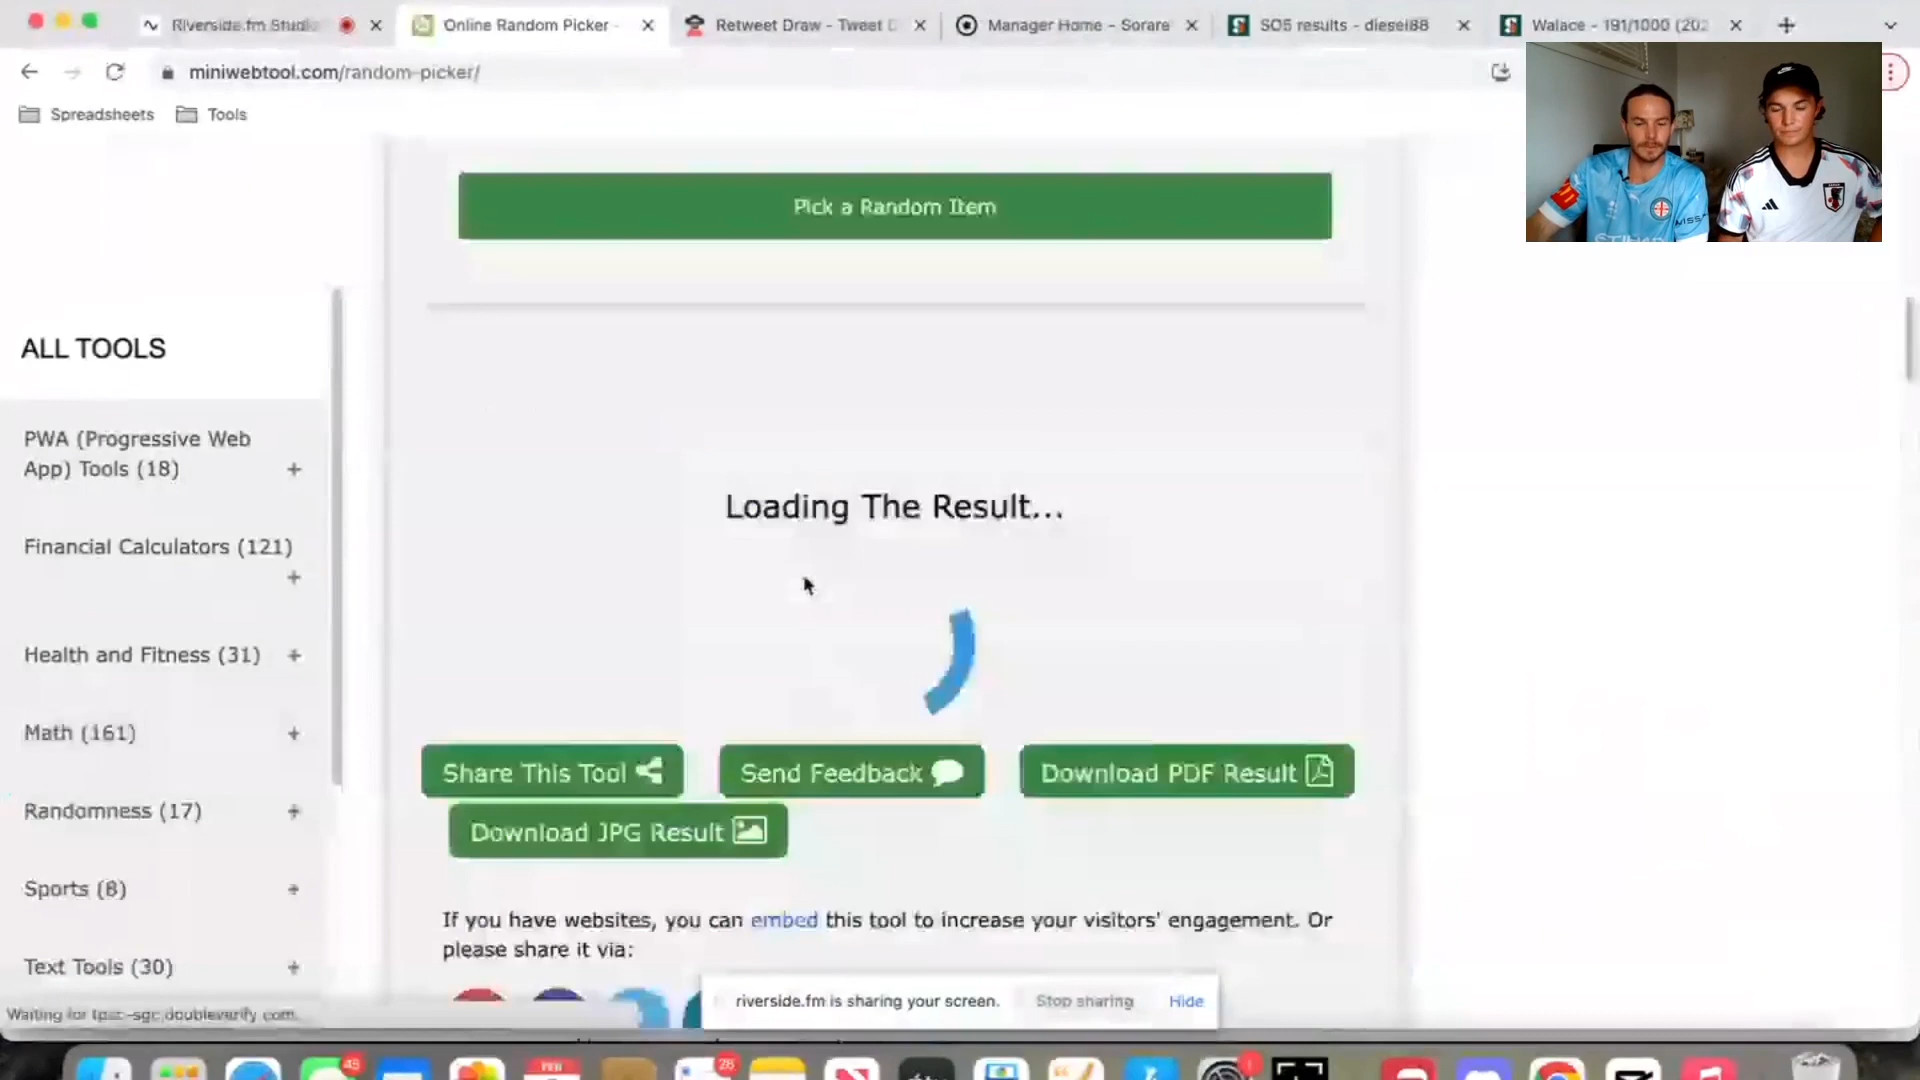 Riverside.fm Studio
Online Random Picker -
Retweet Draw - Tweet D
Manager Home - Sorare
SO5 results - diesel88
Walace - 191/1000 (202
miniwebtool.com/random-picker/
Spreadsheets
Tools
Pick a Random Item
ALL TOOLS
PWA (Progressive Web
App) Tools (18) +
Financial Calculators (121)
+
Health and Fitness (31) +
Math (161) +
Randomness (17) +
Sports (8) +
Text Tools (30) +
Loading The Result...
Share This Tool
Send Feedback
Download PDF Result
Download JPG Result
If you have websites, you can embed this tool to increase your visitors' engagement. Or
please share it via:
riverside.fm is sharing your screen.
Stop sharing
Hide